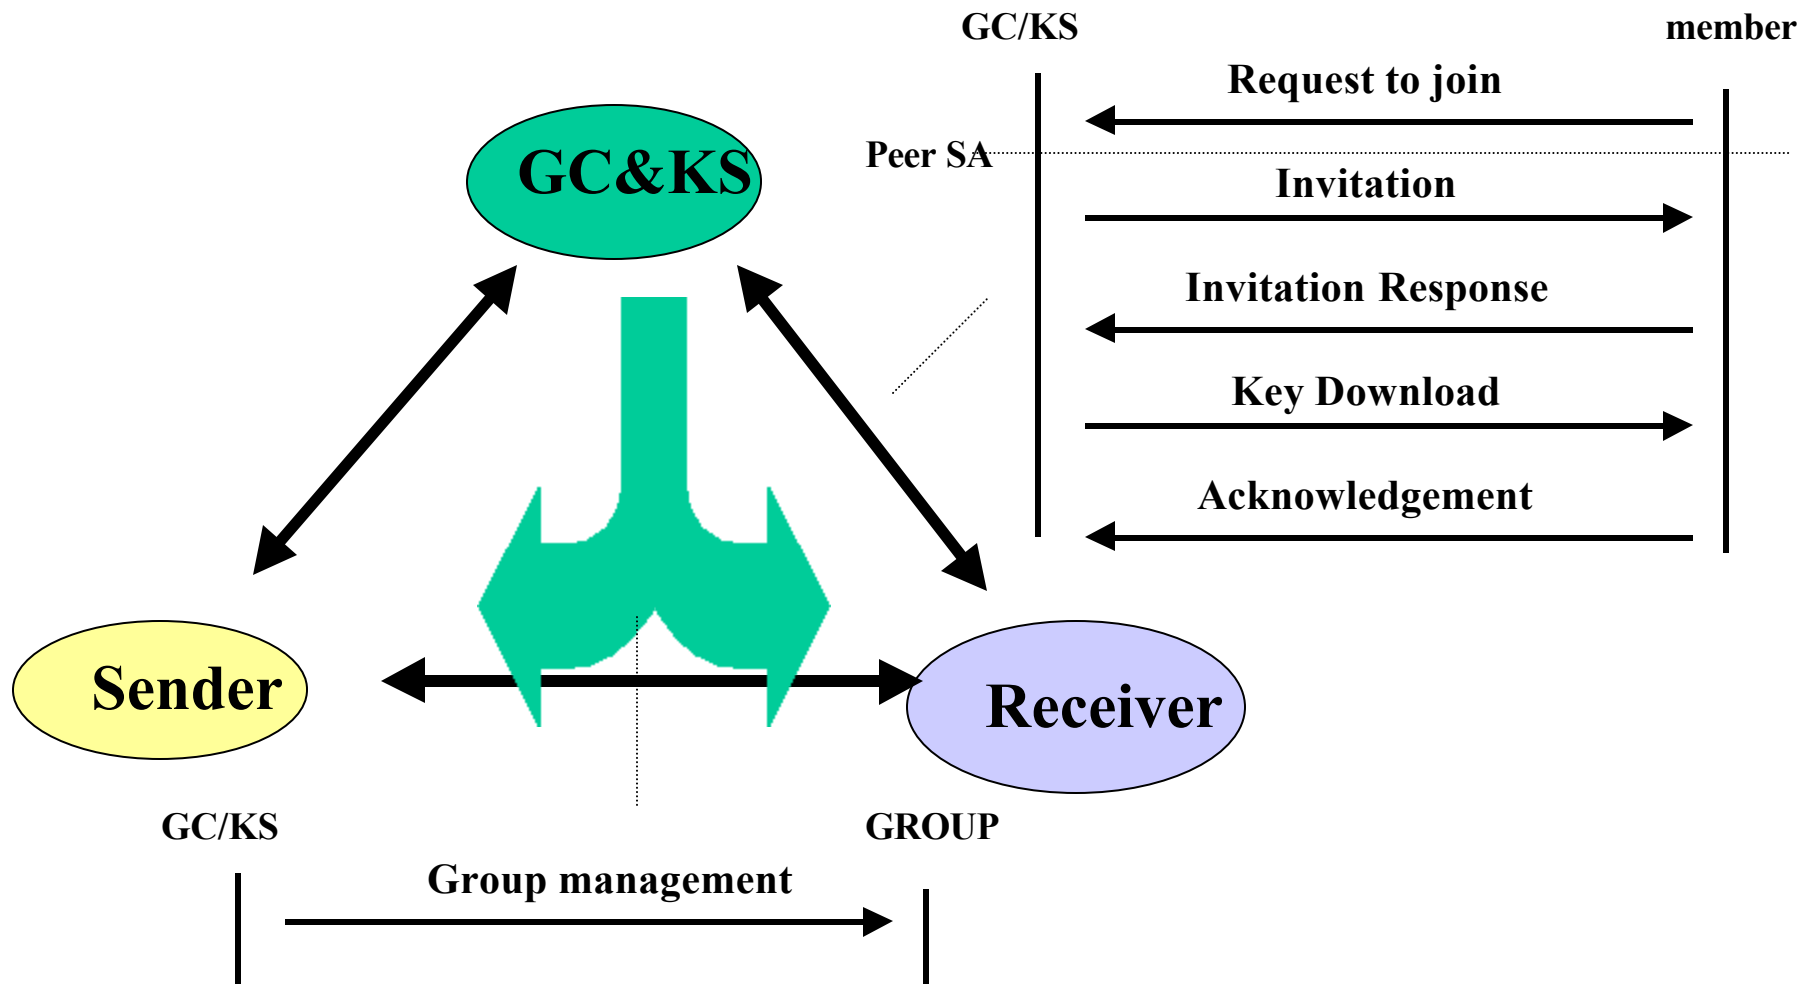 GC/KS
member
Request to join
GC&KS
Peer SA
Invitation
Invitation Response
Key Download
Acknowledgement
Sender
Receiver
GC/KS
GROUP
Group management